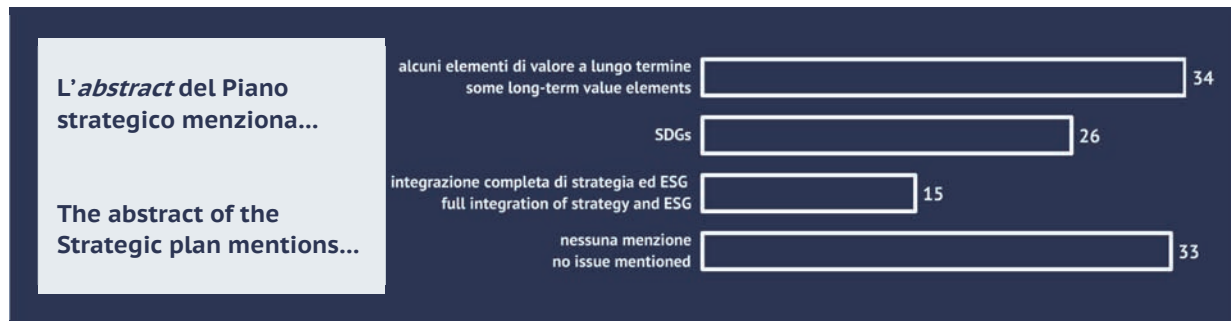 L'abstract del Piano
strategico menziona...
The abstract of the
Strategic plan mentions...
alcuni elementi di valore a lungo termine
some long-term value elements
34
SDGs
26
integrazione completa di strategia ed ESG
full integration of strategy and ESG
15
nessuna menzione
no issue mentioned
33